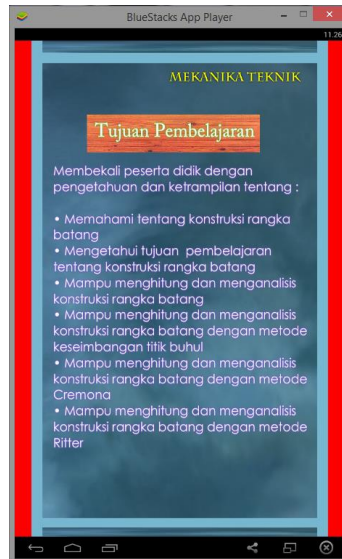 BlueStacks App Player
11.26
MEKANIKA TEKNIK
Tujuan Pembelajaran
Membekali peserta didik dengan
pengetahuan dan ketrampilan tentang :
• Memahami tentang konstruksi rangka
batang
• Mengetahui tujuan pembelajaran
tentang konstruksi rangka batang
• Mampu menghitung dan menganalisis
konstruksi rangka batang
• Mampu menghitung dan menganalisis
konstruksi rangka batang dengan metode
keseimbangan titik buhul
• Mampu menghitung dan menganalisis
konstruksi rangka batang dengan metode
Cremona
• Mampu menghitung dan menganalisis
konstruksi rangka batang dengan metode
Ritter